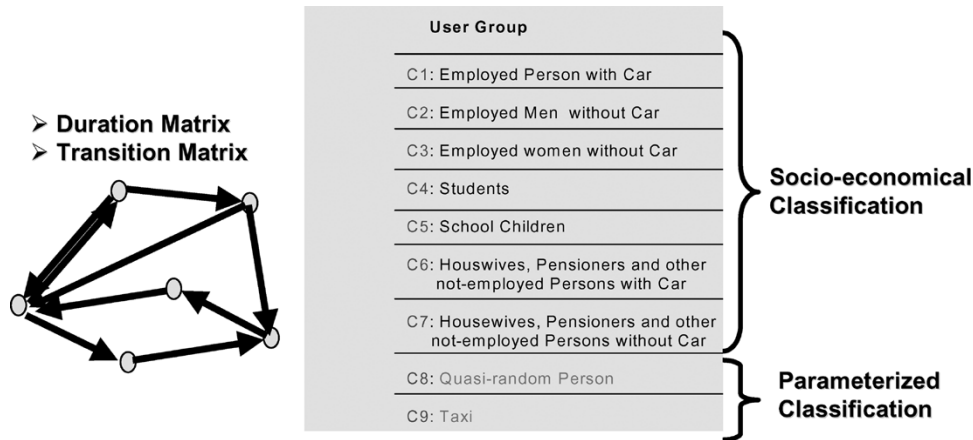 ➢ Duration Matrix
➢ Transition Matrix
User Group
C1: Employed Person with Car
C2: Employed Men without Car
C3: Employed women without Car
C4: Students
C5: School Children
C6: Houswives, Pensioners and other
not-employed Persons with Car
C7: Housewives, Pensioners and other
not-employed Persons without Car
C8: Quasi-random Person
C9: Taxi
Socio-economical
Classification
Parameterized
Classification